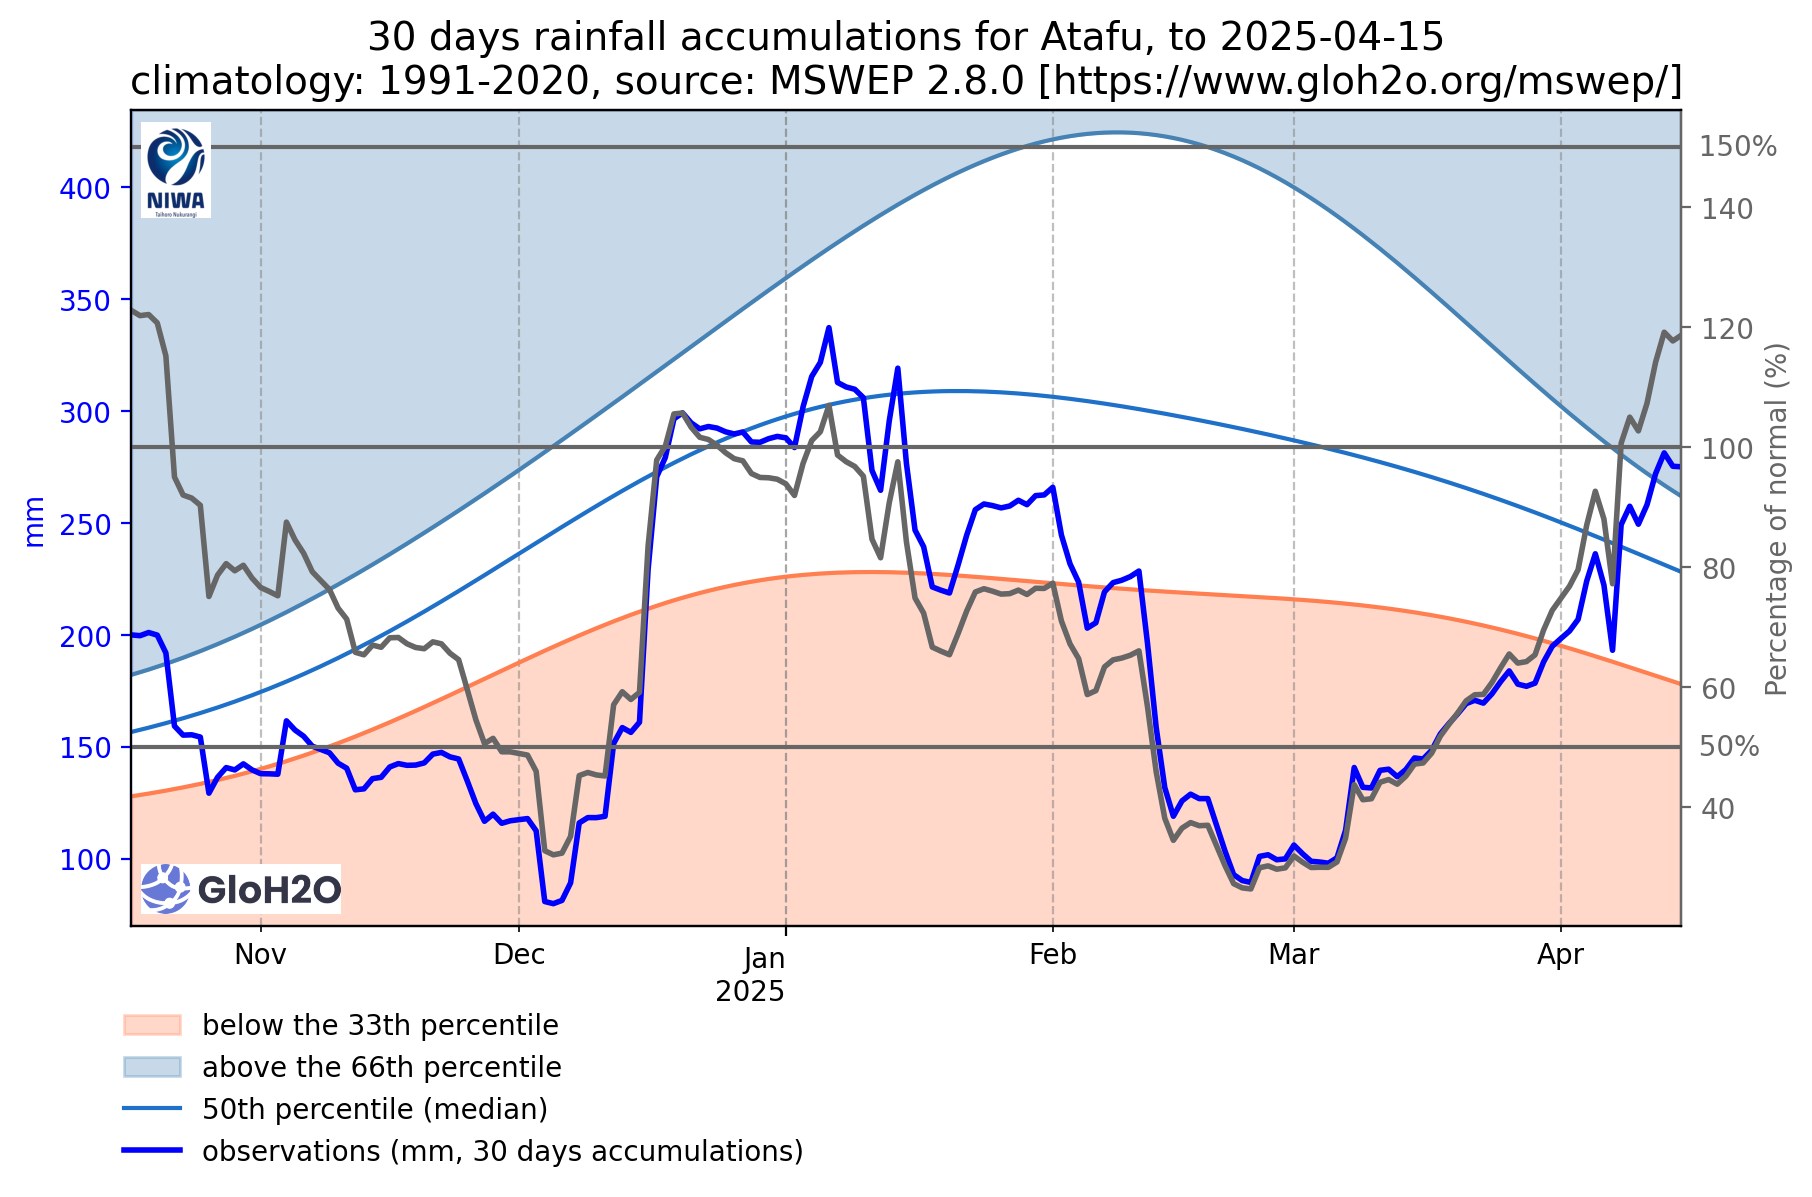 30 days rainfall accumulations for Atafu, to 2025-04-15
climatology: 1991-2020, source: MSWEP 2.8.0 [https://www.gloh2o.org/mswep/]
NIWA
Taihoro Nukurangi
400
350
300
250
200
150
100
mm
150%
140
120
100
80
60
50%
40
Percentage of normal (%)
GloH2O
Nov
Dec
Jan
2025
Feb
Mar
Apr
below the 33th percentile
above the 66th percentile
50th percentile (median)
observations (mm, 30 days accumulations)